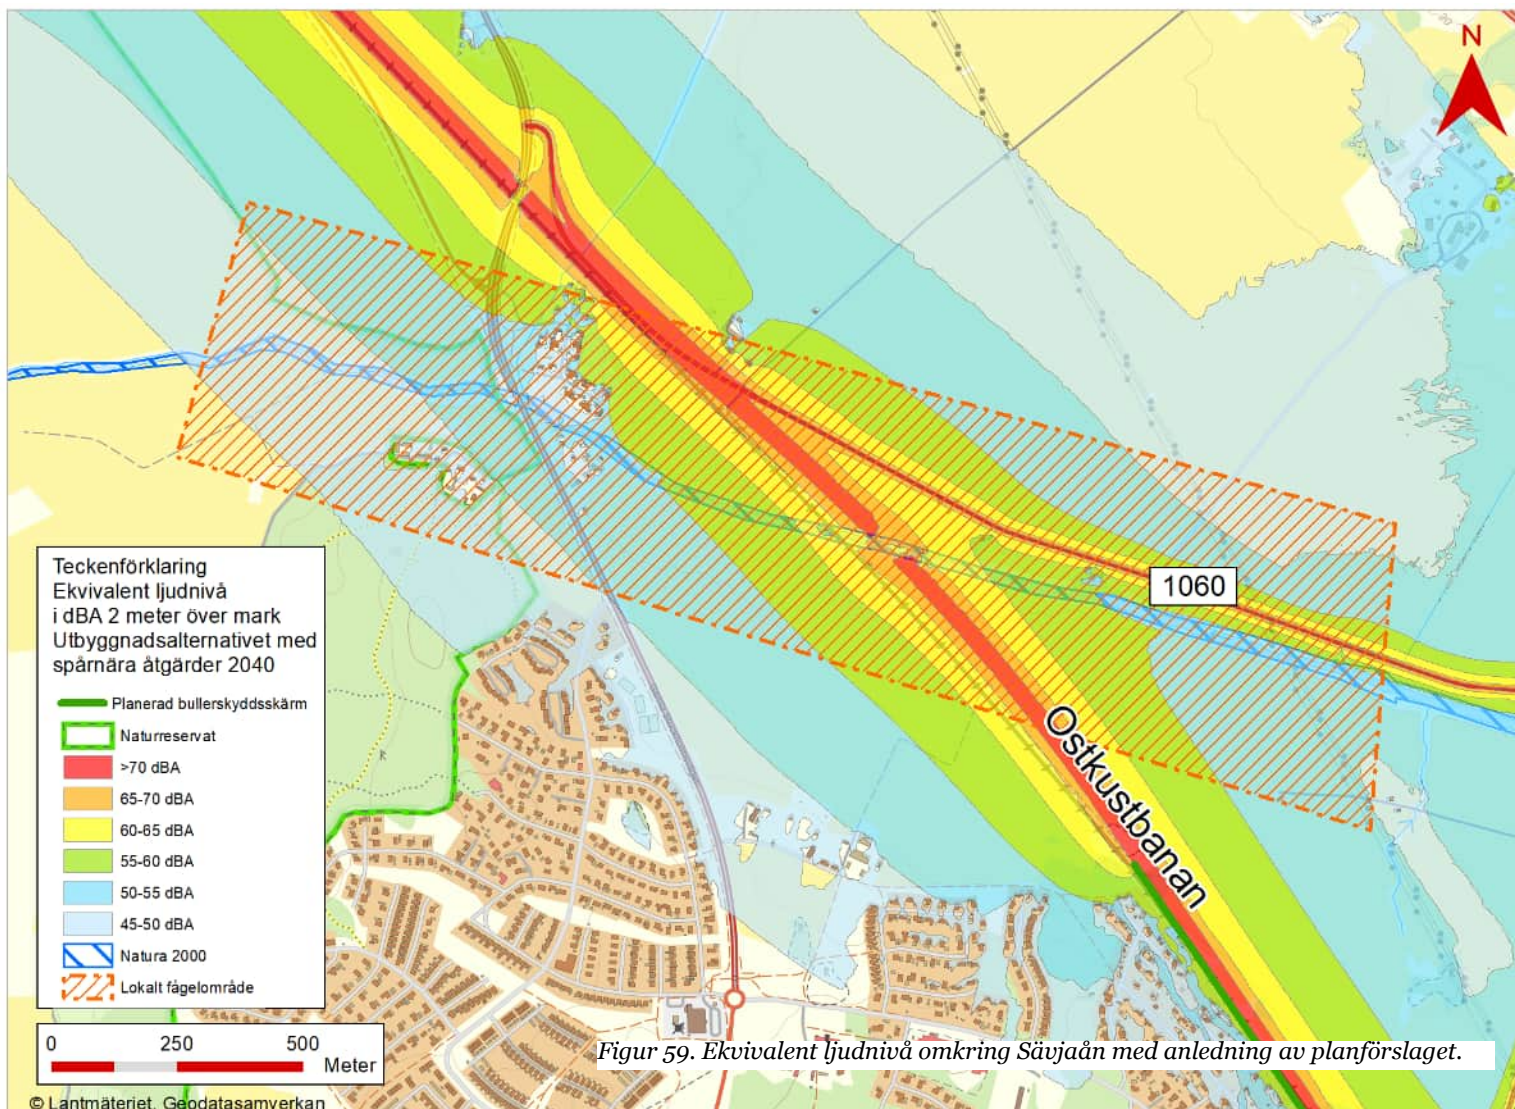 N
1060
Ostkustbanan
Teckenförklaring
Ekvivalent ljudnivå
i dBA 2 meter över mark
Utbyggnadsalternativet med
spårnära åtgärder 2040
Planerad bullerskyddsskärm
Naturreservat
>70 dBA
65-70 dBA
60-65 dBA
55-60 dBA
50-55 dBA
45-50 dBA
Natura 2000
Lokalt fågelområde
0 250 500
Meter
Figur 59. Ekvivalent ljudnivå omkring Sävjaån med anledning av planförslaget.
© Lantmäteriet, Geodatasamverkan